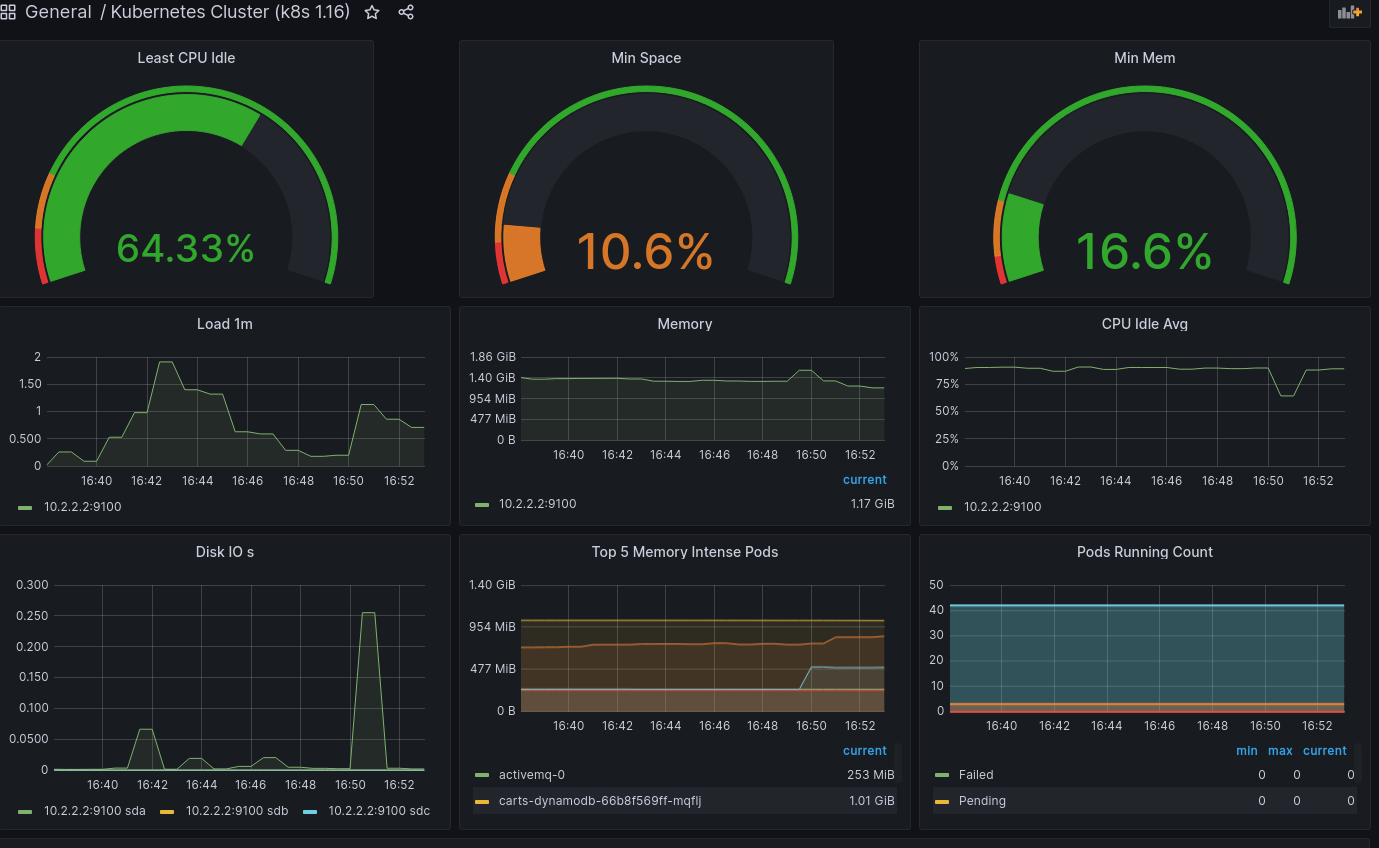 General / Kubernetes Cluster (k8s 1.16)
Least CPU Idle
64.33%
Min Space
10.6%
Min Mem
16.6%
Load 1m
2
1.50
1
0.500
0
16:40 16:42 16:44 16:46 16:48 16:50 16:52
10.2.2.2:9100
Memory
1.86 GiB
1.40 GiB
954 MiB
477 MiB
0 B
16:40 16:42 16:44 16:46 16:48 16:50 16:52
current
10.2.2.2:9100 1.17 GiB
CPU Idle Avg
100%
75%
50%
25%
0%
16:40 16:42 16:44 16:46 16:48 16:50 16:52
10.2.2.2:9100
Disk IO s
0.300
0.250
0.200
0.150
0.100
0.0500
0
16:40 16:42 16:44 16:46 16:48 16:50 16:52
10.2.2.2:9100 sda 10.2.2.2:9100 sdb 10.2.2.2:9100 sdc
Top 5 Memory Intense Pods
1.40 GiB
954 MiB
477 MiB
0 B
16:40 16:42 16:44 16:46 16:48 16:50 16:52
current
activemq-0 253 MiB
carts-dynamodb-66b8f569ff-mqflj 1.01 GiB
Pods Running Count
50
40
30
20
10
0
16:40 16:42 16:44 16:46 16:48 16:50 16:52
min max current
Failed 0 0 0
Pending 0 0 0